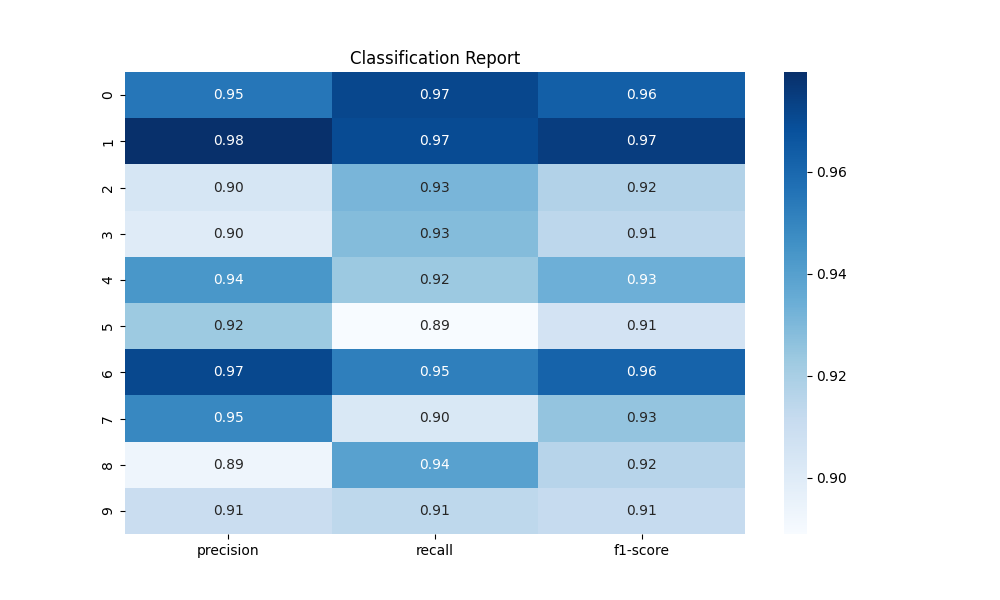 Classification Report
0 0.95 0.97 0.96
1 0.98 0.97 0.97
0.96
2 0.90 0.93 0.92
3 0.90 0.93 0.91
0.94
4 0.94 0.92 0.93
5 0.92 0.89 0.91
6 0.97 0.95 0.96
0.92
7 0.95 0.90 0.93
8 0.89 0.94 0.92
0.90
9 0.91 0.91 0.91
precision recall f1-score